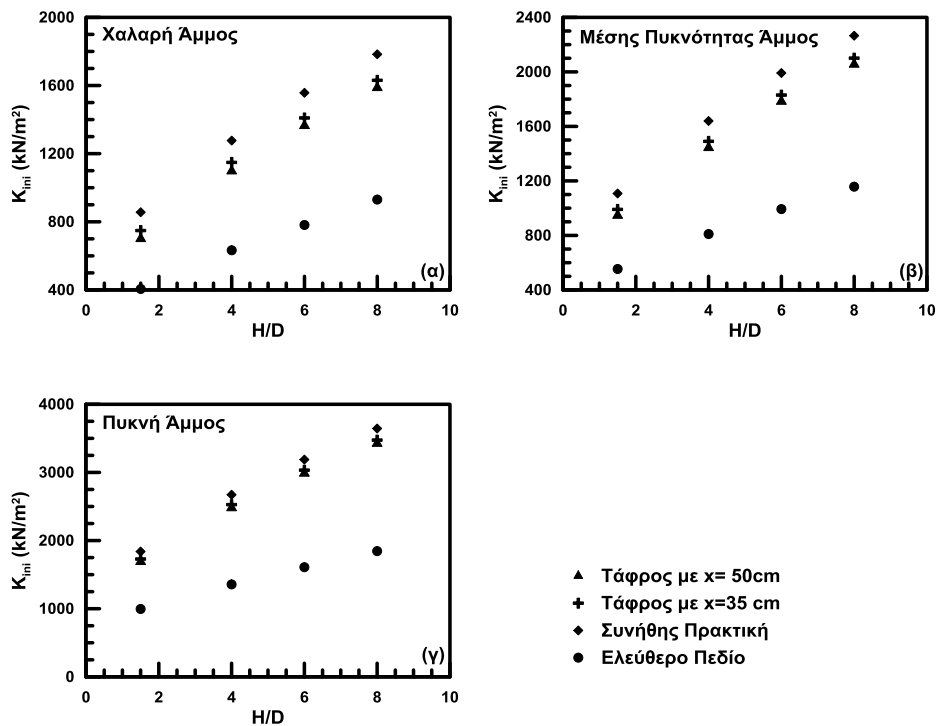 2000
Χαλαρή Άμμος
1600
1200
800
400
K_ini (kN/m²)
(α)
0 2 4 6 8 10
H/D
2400
Μέσης Πυκνότητας Άμμος
2000
1600
1200
800
400
K_ini (kN/m²)
(β)
0 2 4 6 8 10
H/D
4000
Πυκνή Άμμος
3000
2000
1000
0
K_ini (kN/m²)
(γ)
0 2 4 6 8 10
H/D
Τάφρος με x= 50cm
Τάφρος με x=35 cm
Συνήθης Πρακτική
Ελεύθερο Πεδίο